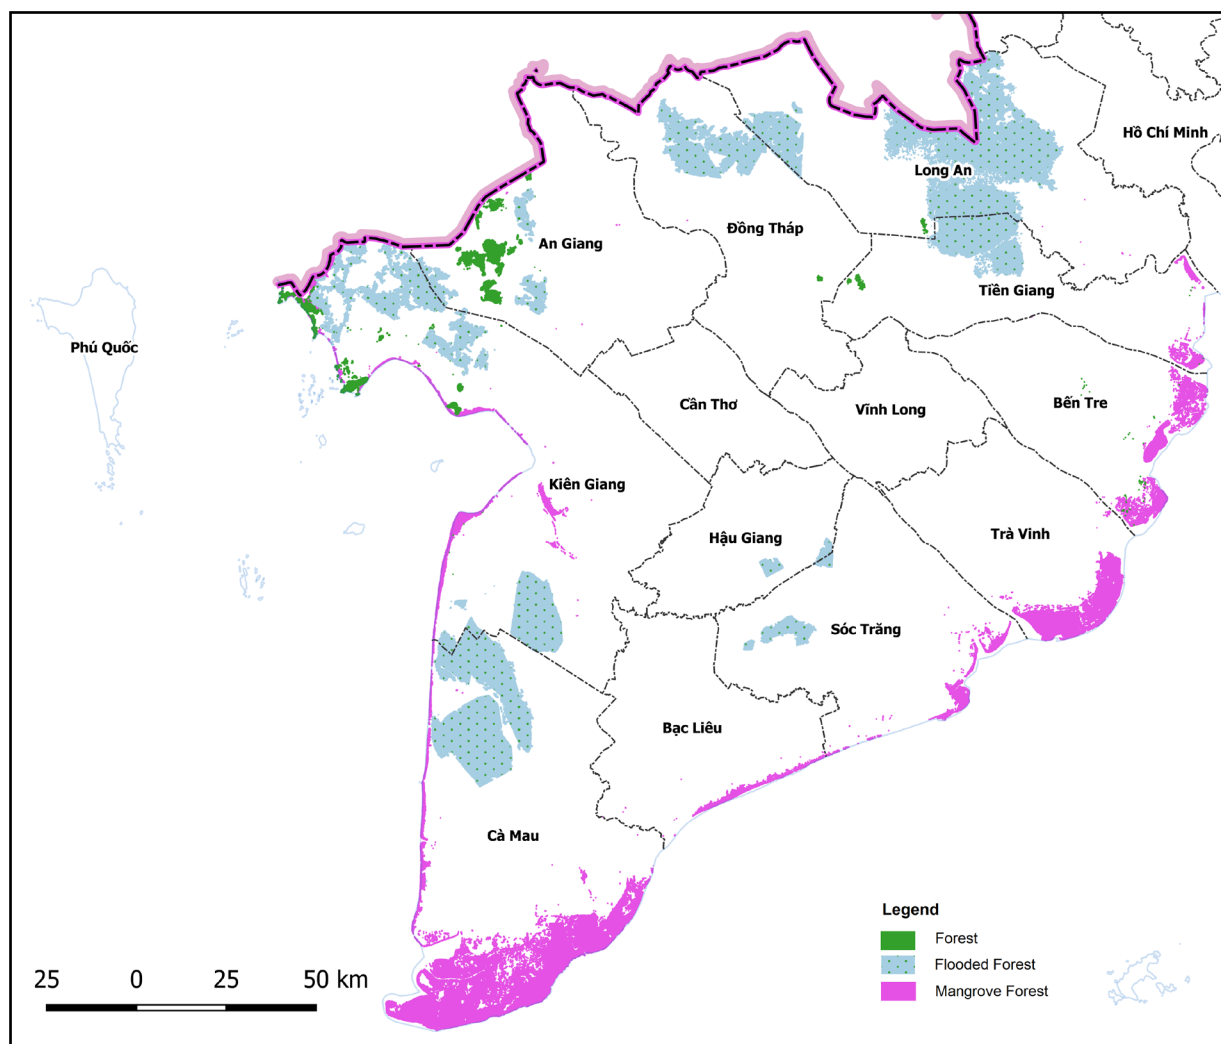 Hồ Chí Minh
Long An
Đồng Tháp
An Giang
Tiền Giang
Phú Quốc
Cần Thơ
Vĩnh Long
Bến Tre
Kiên Giang
Hậu Giang
Trà Vinh
Sóc Trăng
Bạc Liêu
Cà Mau
Legend
Forest
Flooded Forest
Mangrove Forest
25 0 25 50 km